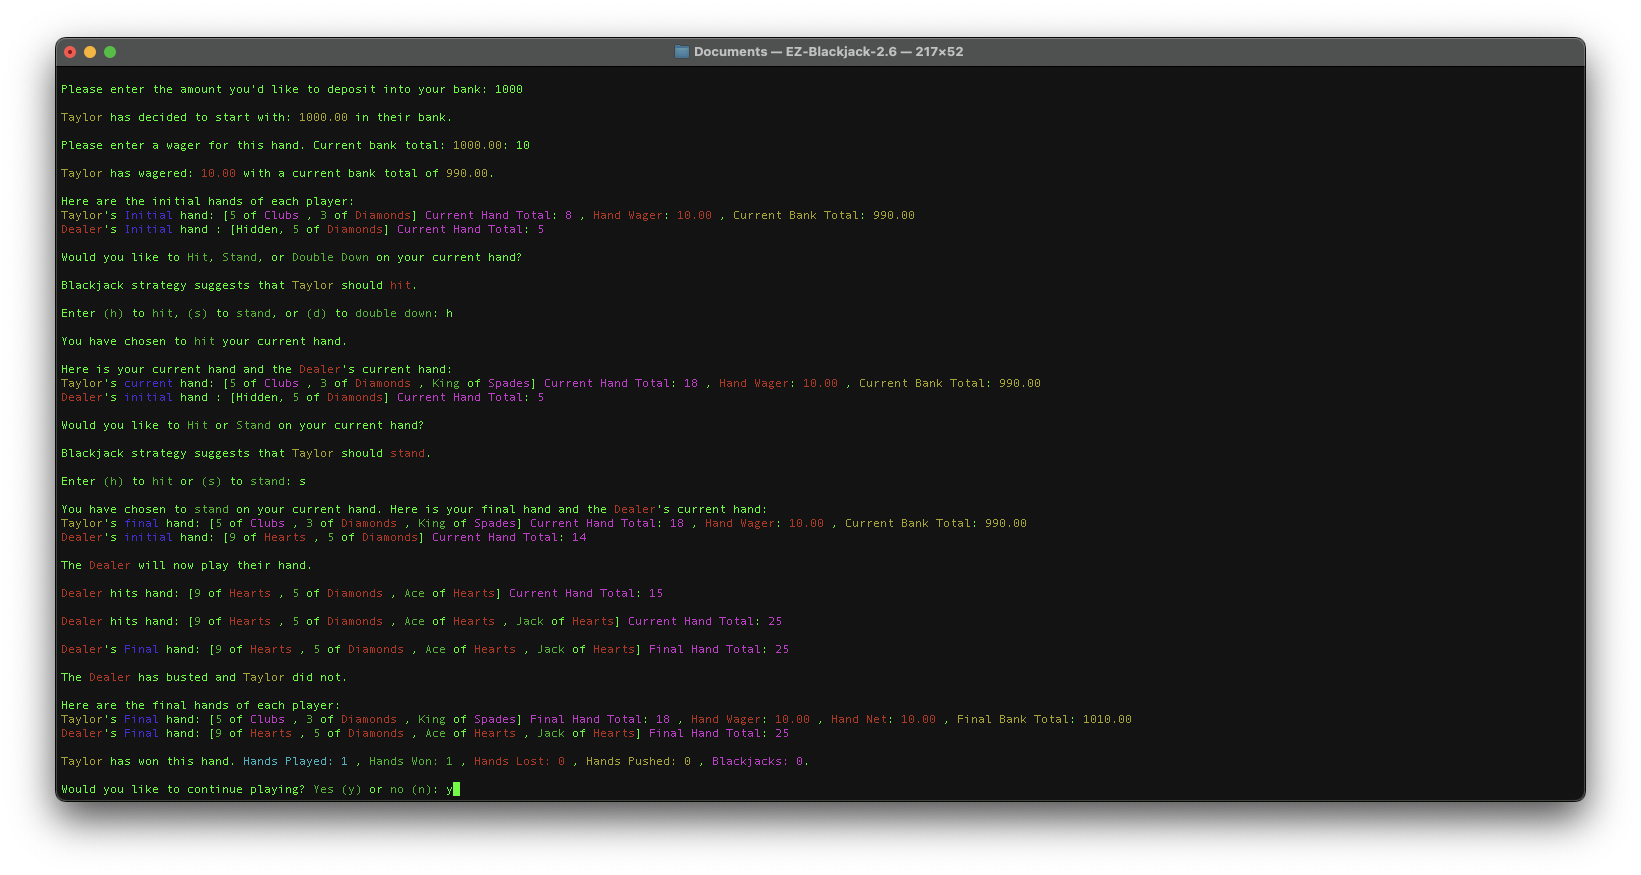 Documents — EZ-Blackjack-2.6 — 217×52
Please enter the amount you'd like to deposit into your bank: 1000
Taylor has decided to start with: 1000.00 in their bank.
Please enter a wager for this hand. Current bank total: 1000.00: 10
Taylor has wagered: 10.00 with a current bank total of 990.00.
Here are the initial hands of each player:
Taylor's Initial hand: [5 of Clubs , 3 of Diamonds] Current Hand Total: 8 , Hand Wager: 10.00 , Current Bank Total: 990.00
Dealer's Initial hand : [Hidden, 5 of Diamonds] Current Hand Total: 5
Would you like to Hit, Stand, or Double Down on your current hand?
Blackjack strategy suggests that Taylor should hit.
Enter (h) to hit, (s) to stand, or (d) to double down: h
You have chosen to hit your current hand.
Here is your current hand and the Dealer's current hand:
Taylor's current hand: [5 of Clubs , 3 of Diamonds , King of Spades] Current Hand Total: 18 , Hand Wager: 10.00 , Current Bank Total: 990.00
Dealer's initial hand : [Hidden, 5 of Diamonds] Current Hand Total: 5
Would you like to Hit or Stand on your current hand?
Blackjack strategy suggests that Taylor should stand.
Enter (h) to hit or (s) to stand: s
You have chosen to stand on your current hand. Here is your final hand and the Dealer's current hand:
Taylor's final hand: [5 of Clubs , 3 of Diamonds , King of Spades] Current Hand Total: 18 , Hand Wager: 10.00 , Current Bank Total: 990.00
Dealer's initial hand: [9 of Hearts , 5 of Diamonds] Current Hand Total: 14
The Dealer will now play their hand.
Dealer hits hand: [9 of Hearts , 5 of Diamonds , Ace of Hearts] Current Hand Total: 15
Dealer hits hand: [9 of Hearts , 5 of Diamonds , Ace of Hearts , Jack of Hearts] Current Hand Total: 25
Dealer's Final hand: [9 of Hearts , 5 of Diamonds , Ace of Hearts , Jack of Hearts] Final Hand Total: 25
The Dealer has busted and Taylor did not.
Here are the final hands of each player:
Taylor's Final hand: [5 of Clubs , 3 of Diamonds , King of Spades] Final Hand Total: 18 , Hand Wager: 10.00 , Hand Net: 10.00 , Final Bank Total: 1010.00
Dealer's Final hand: [9 of Hearts , 5 of Diamonds , Ace of Hearts , Jack of Hearts] Final Hand Total: 25
Taylor has won this hand. Hands Played: 1 , Hands Won: 1 , Hands Lost: 0 , Hands Pushed: 0 , Blackjacks: 0.
Would you like to continue playing? Yes (y) or no (n): y